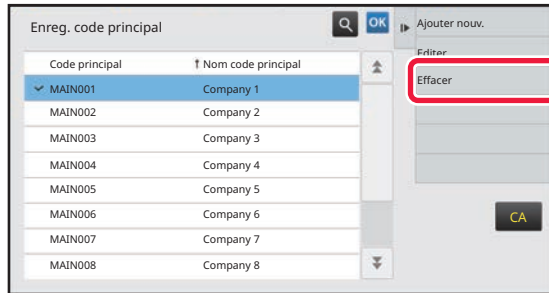 Enreg. code principal
OK
Ajouter nouv.
Editer
Effacer
Code principal Nom code principal
MAIN001 Company 1
MAIN002 Company 2
MAIN003 Company 3
MAIN004 Company 4
MAIN005 Company 5
MAIN006 Company 6
MAIN007 Company 7
MAIN008 Company 8
CA